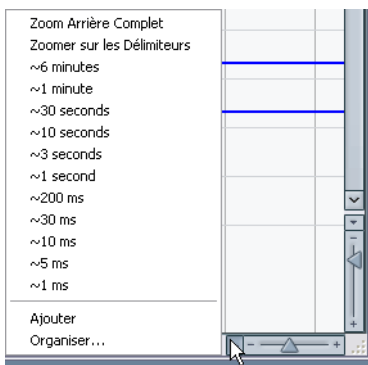 Zoom Arrière Complet
Zoomer sur les Délimiteurs
~6 minutes
~1 minute
~30 seconds
~10 seconds
~3 seconds
~1 second
~200 ms
~30 ms
~10 ms
~5 ms
~1 ms
Ajouter
Organiser...